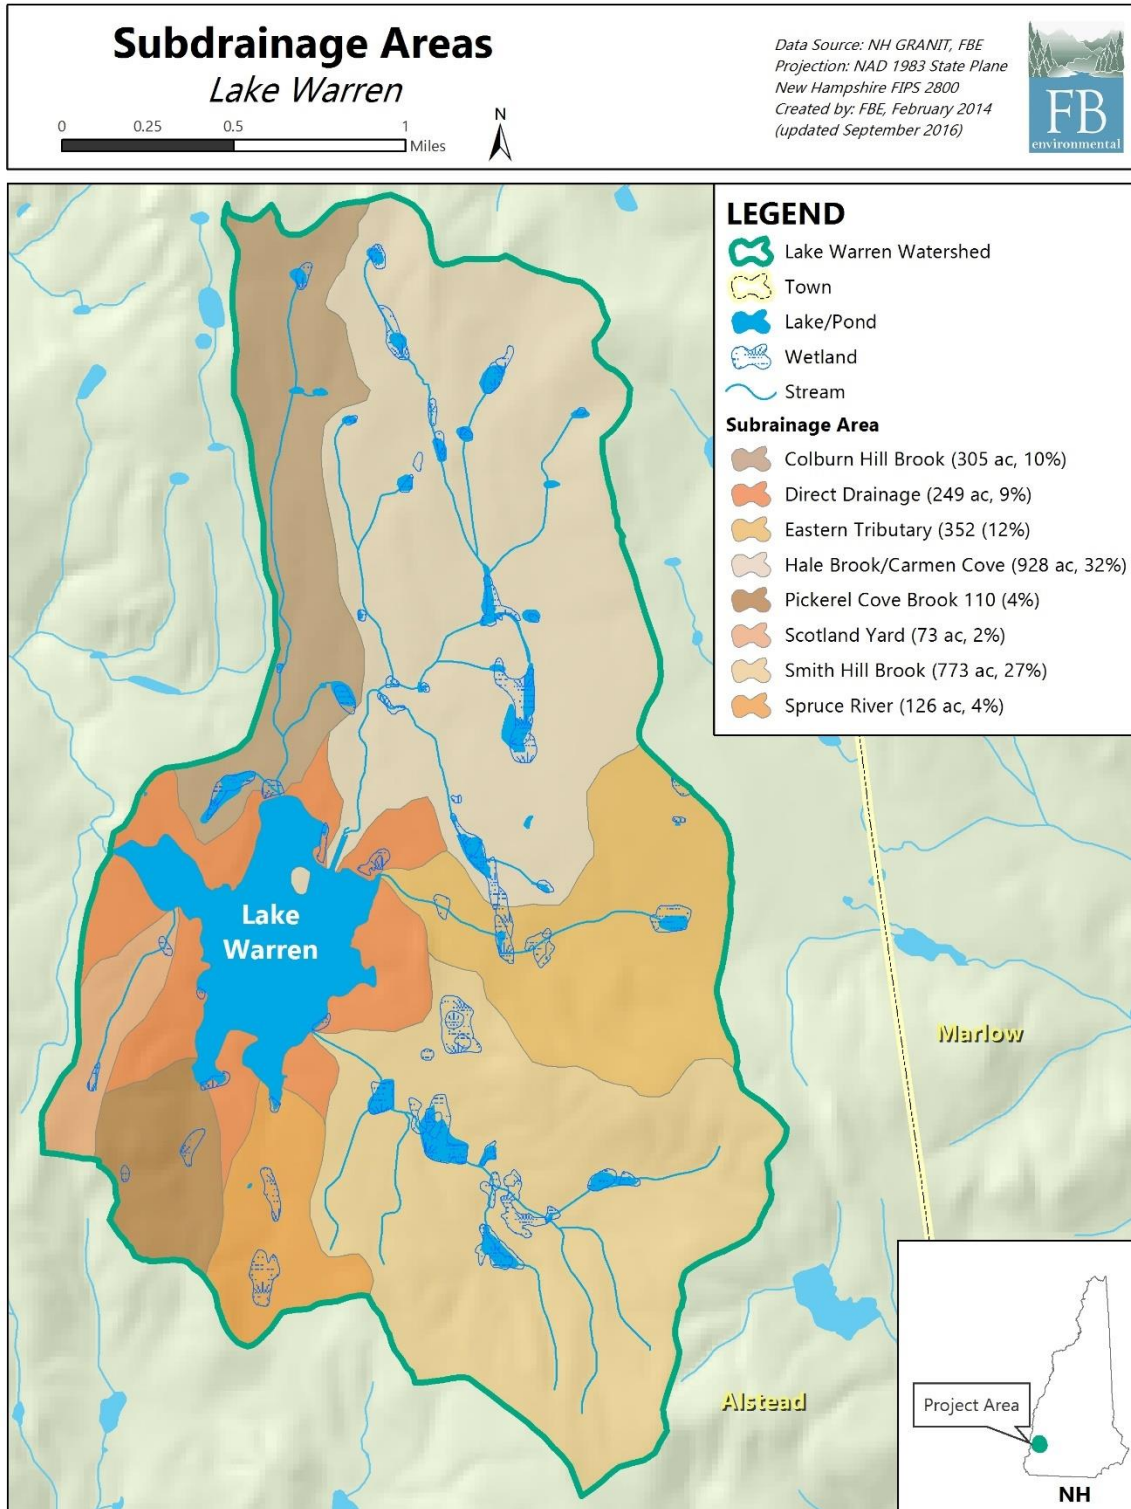 Subdrainage Areas
Lake Warren
0 0.25 0.5 1
Miles
N
Data Source: NH GRANIT, FBE
Projection: NAD 1983 State Plane
New Hampshire FIPS 2800
Created by: FBE, February 2014
(updated September 2016)
FB
environmental
LEGEND
Lake Warren Watershed
Town
Lake/Pond
Wetland
Stream
Subrainage Area
Colburn Hill Brook (305 ac, 10%)
Direct Drainage (249 ac, 9%)
Eastern Tributary (352 (12%)
Hale Brook/Carmen Cove (928 ac, 32%)
Pickerel Cove Brook 110 (4%)
Scotland Yard (73 ac, 2%)
Smith Hill Brook (773 ac, 27%)
Spruce River (126 ac, 4%)
Lake
Warren
Marlow
Alstead
Project Area
NH